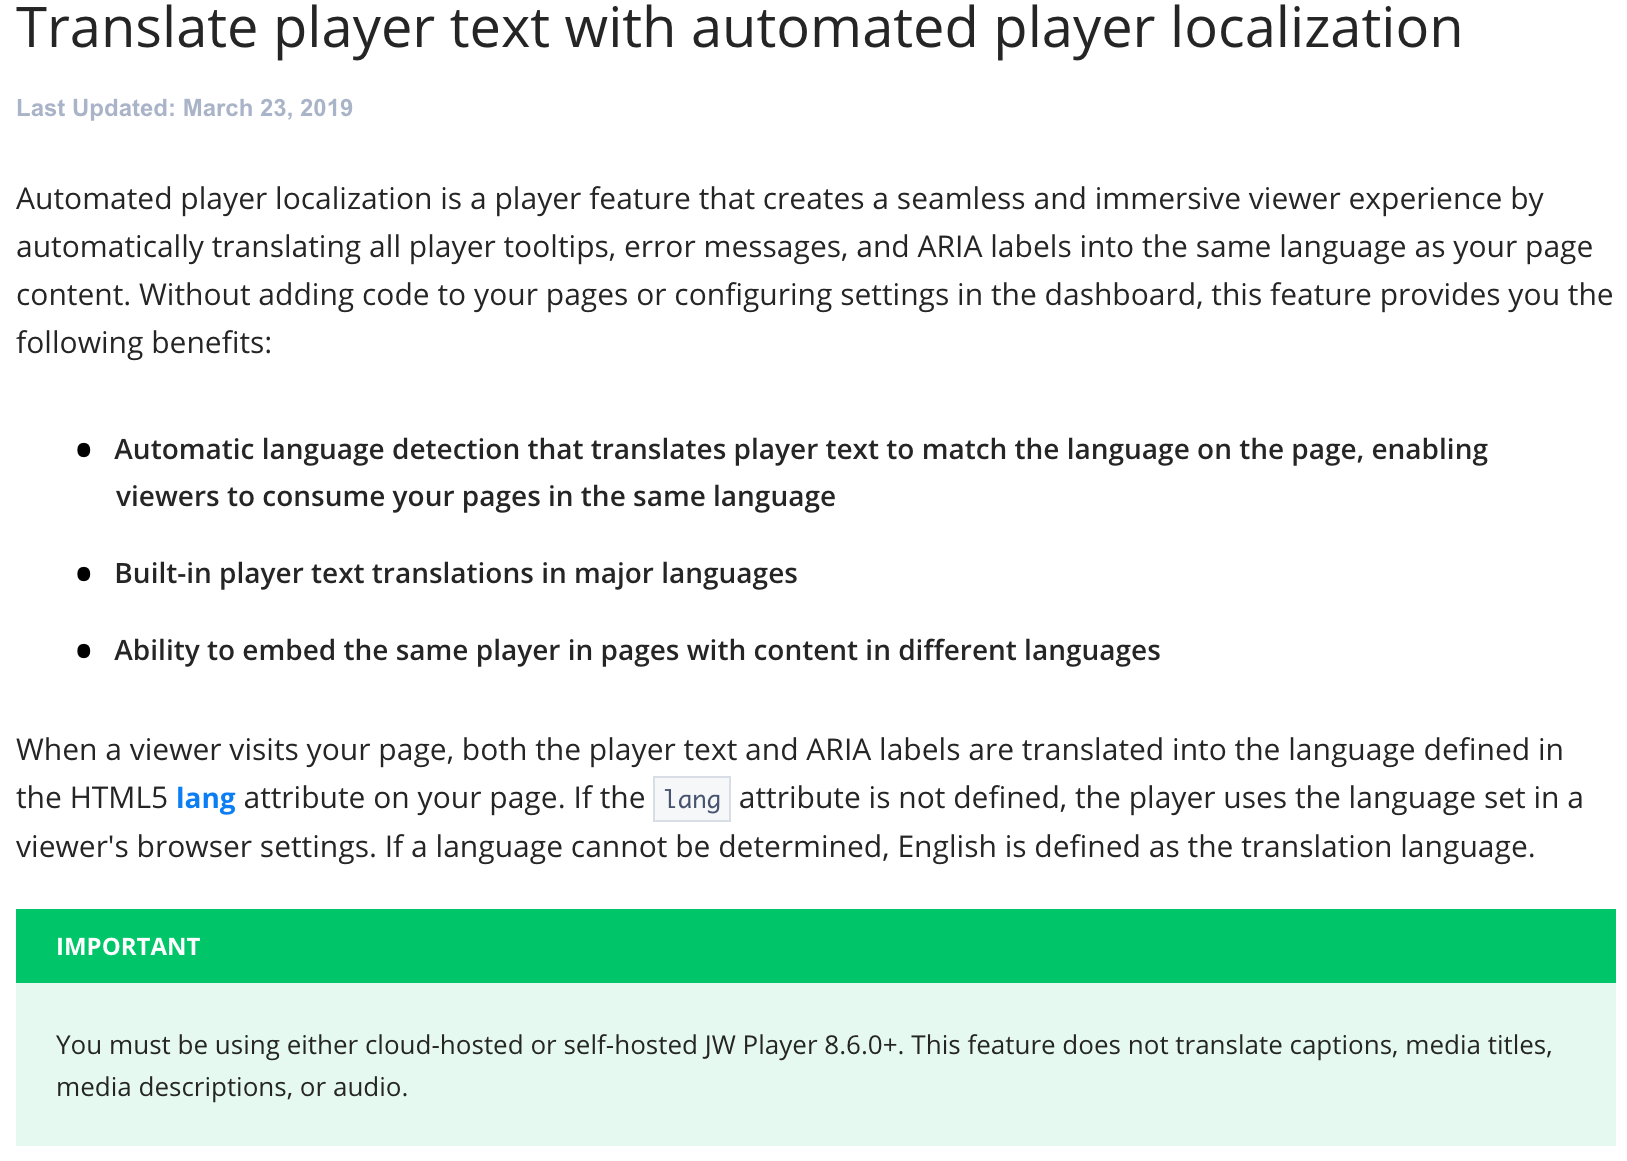 Translate player text with automated player localization
Last Updated: March 23, 2019
Automated player localization is a player feature that creates a seamless and immersive viewer experience by
automatically translating all player tooltips, error messages, and ARIA labels into the same language as your page
content. Without adding code to your pages or configuring settings in the dashboard, this feature provides you the
following benefits:
• Automatic language detection that translates player text to match the language on the page, enabling
viewers to consume your pages in the same language
• Built-in player text translations in major languages
• Ability to embed the same player in pages with content in different languages
When a viewer visits your page, both the player text and ARIA labels are translated into the language defined in
the HTML5 lang attribute on your page. If the lang attribute is not defined, the player uses the language set in a
viewer's browser settings. If a language cannot be determined, English is defined as the translation language.
IMPORTANT
You must be using either cloud-hosted or self-hosted JW Player 8.6.0+. This feature does not translate captions, media titles,
media descriptions, or audio.